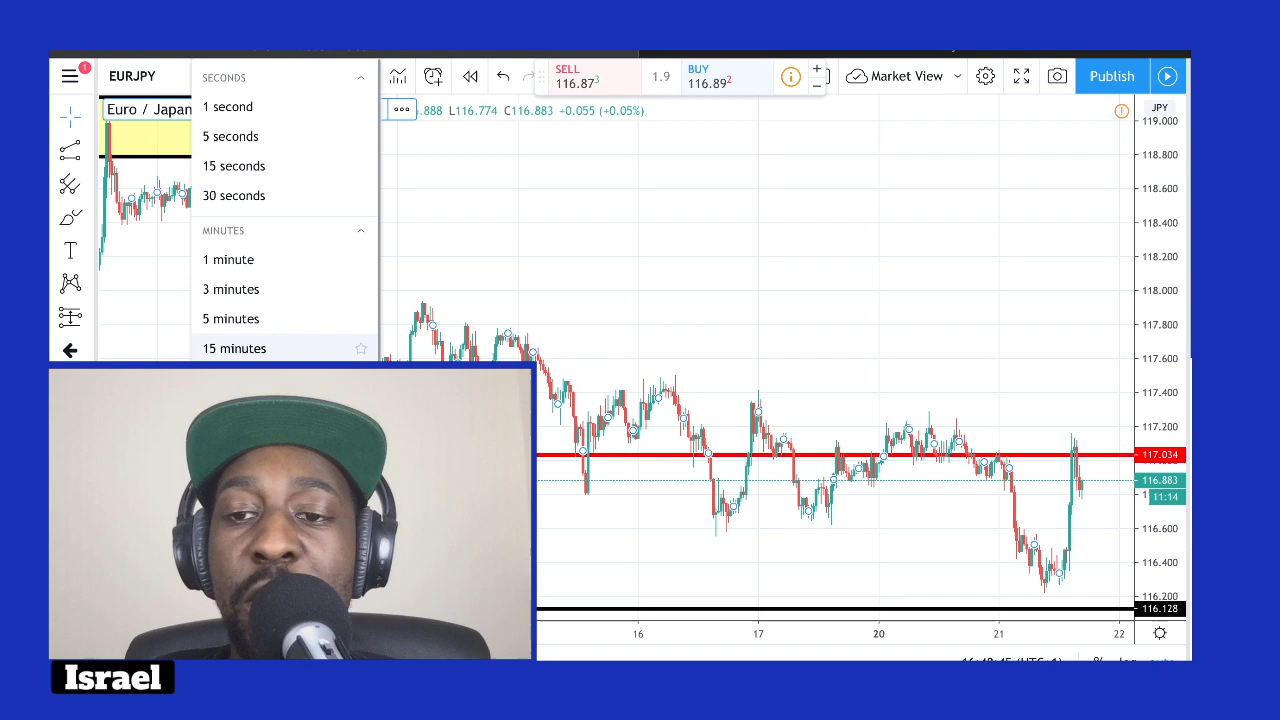 1
EURJPY
SECONDS
SELL
116.873
1.9
BUY
116.892
Market View
Publish
Euro / Japan
.888 L116.774 C116.883 +0.055 (+0.05%)
1 second
5 seconds
15 seconds
30 seconds
MINUTES
1 minute
3 minutes
5 minutes
15 minutes
JPY
119.000
118.800
118.600
118.400
118.200
118.000
117.800
117.600
117.400
117.200
117.034
116.883
11:14
116.600
116.400
116.200
116.128
16
17
20
21
22
Israel